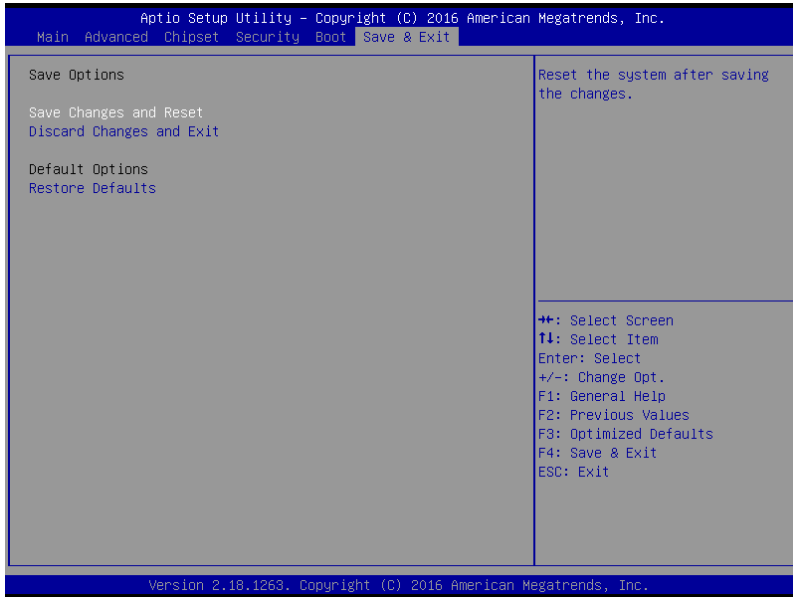 Aptio Setup Utility – Copyright (C) 2016 American Megatrends, Inc.
Main Advanced Chipset Security Boot Save & Exit
Save Options
Save Changes and Reset
Discard Changes and Exit
Default Options
Restore Defaults
Reset the system after saving
the changes.
→←: Select Screen
↑↓: Select Item
Enter: Select
+/-: Change Opt.
F1: General Help
F2: Previous Values
F3: Optimized Defaults
F4: Save & Exit
ESC: Exit
Version 2.18.1263. Copyright (C) 2016 American Megatrends, Inc.